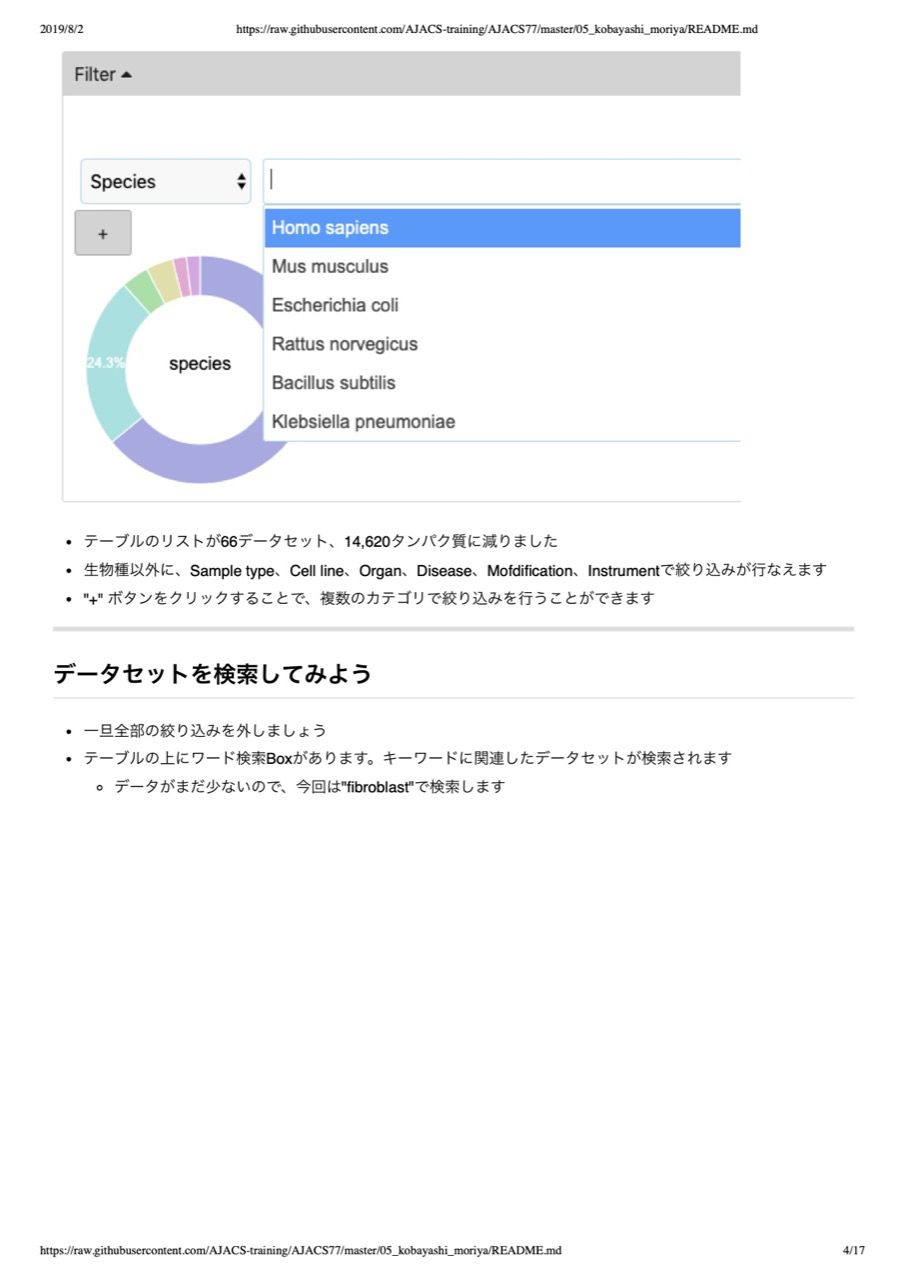 2019/8/2 https://raw.githubusercontent.com/AJACS-training/AJACS77/master/05_kobayashi_moriya/README.md
Filter
Species
+
Homo sapiens
Mus musculus
Escherichia coli
Rattus norvegicus
Bacillus subtilis
Klebsiella pneumoniae
24.3%
species
テーブルのリストが66データセット、14,620タンパク質に減りました
生物種以外に、Sample type、Cell line、Organ、Disease、Mofdification、Instrumentで絞り込みが行なえます
"+" ボタンをクリックすることで、複数のカテゴリで絞り込みを行うことができます
データセットを検索してみよう
一旦全部の絞り込みを外しましょう
テーブルの上にワード検索Boxがあります。キーワードに関連したデータセットが検索されます
データがまだ少ないので、今回は"fibroblast"で検索します
https://raw.githubusercontent.com/AJACS-training/AJACS77/master/05_kobayashi_moriya/README.md 4/17